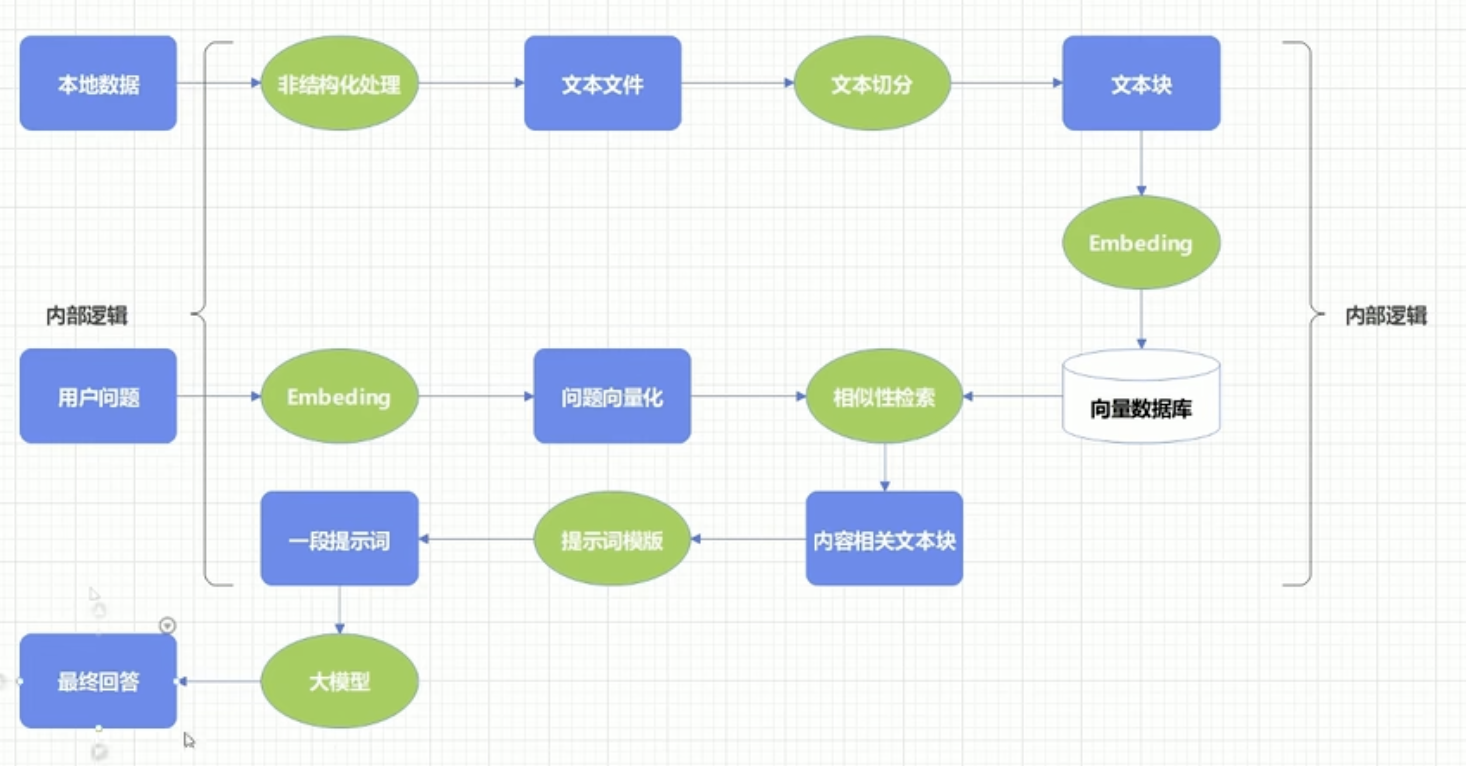 本地数据
非结构化处理
文本文件
文本切分
文本块
Embeding
内部逻辑
内部逻辑
用户问题
Embeding
问题向量化
相似性检索
向量数据库
一段提示词
提示词模版
内容相关文本块
最终回答
大模型